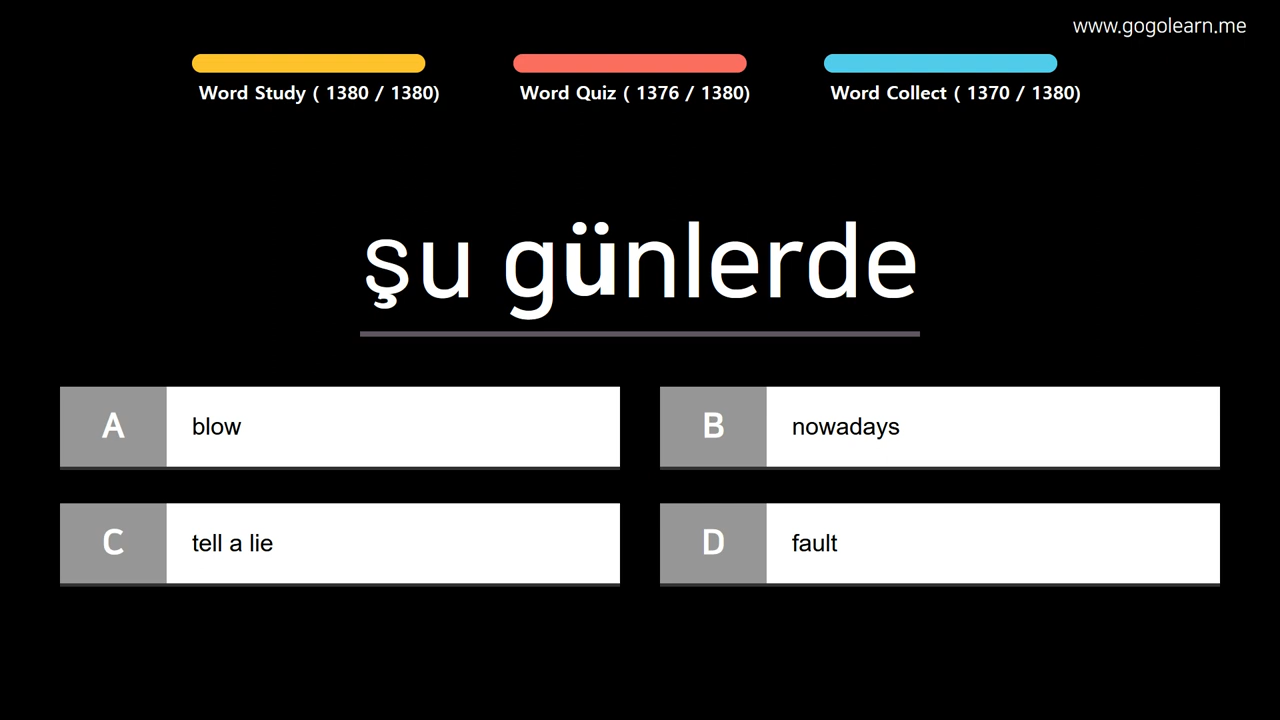 www.gogolearn.me
Word Study ( 1380 / 1380)
Word Quiz ( 1376 / 1380)
Word Collect ( 1370 / 1380)
şu günlerde
A blow
B nowadays
C tell a lie
D fault